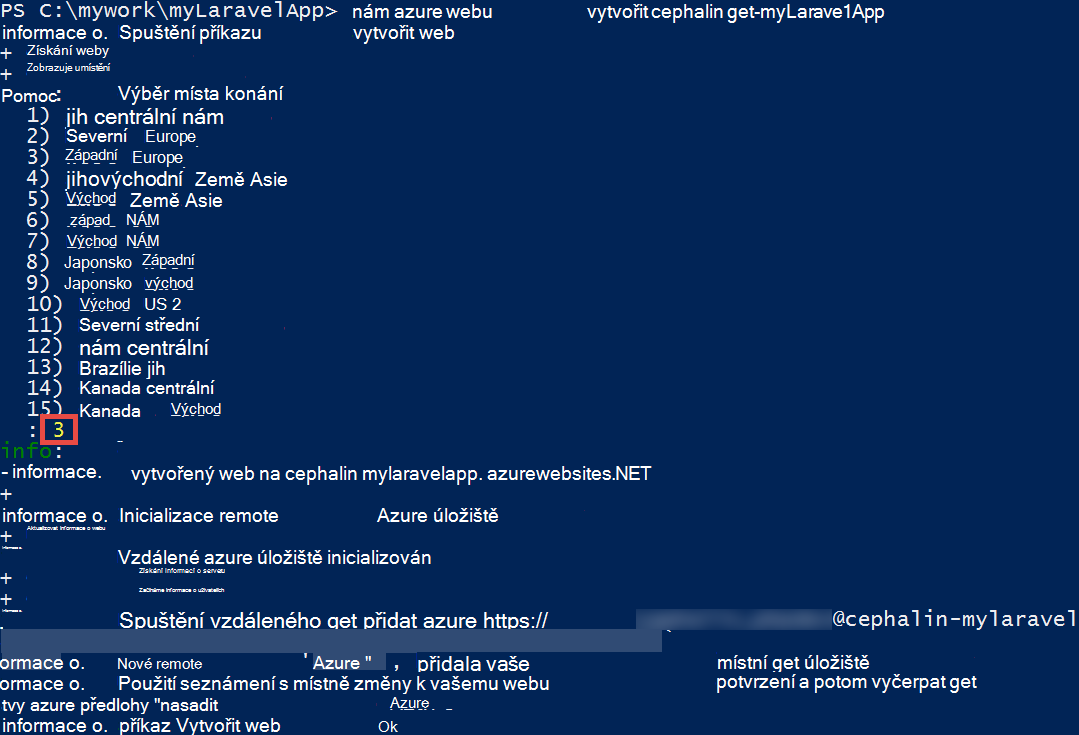 PS C:\mywork\myLaravelApp> nám azure webu vytvořit cephalin get-myLarave1App
informace o. Spuštění příkazu vytvořit web
+ Získání weby
+ Zobrazuje umístění
Pomoc: Výběr místa konání
1) jih centrální nám
2) Severní Europe
3) Západní Europe
4) jihovýchodní Země Asie
5) Východ Země Asie
6) západ NÁM
7) Východ NÁM
8) Japonsko Západní
9) Japonsko východ
10) Východ US 2
11) Severní střední
12) nám centrální
13) Brazílie jih
14) Kanada centrální
15) Kanada Východ
: 3
info:
- informace. vytvořený web na cephalin mylaravelapp. azurewebsites.NET
+
informace o. Inicializace remote Azure úložiště
+ Aktualizovat informace o webu
informace o.
Vzdálené azure úložiště inicializován
+ Získání informací o serveru
+ Začněme informace o uživatelích
informace o.
Spuštění vzdáleného get přidat azure https:// @cephalin-mylaravel
ormace o. Nové remote ' Azure " , přidala vaše místní get úložiště
ormace o. Použití seznámení s místně změny k vašemu webu potvrzení a potom vyčerpat get
tvy azure předlohy "nasadit Azure
informace o. příkaz Vytvořit web Ok